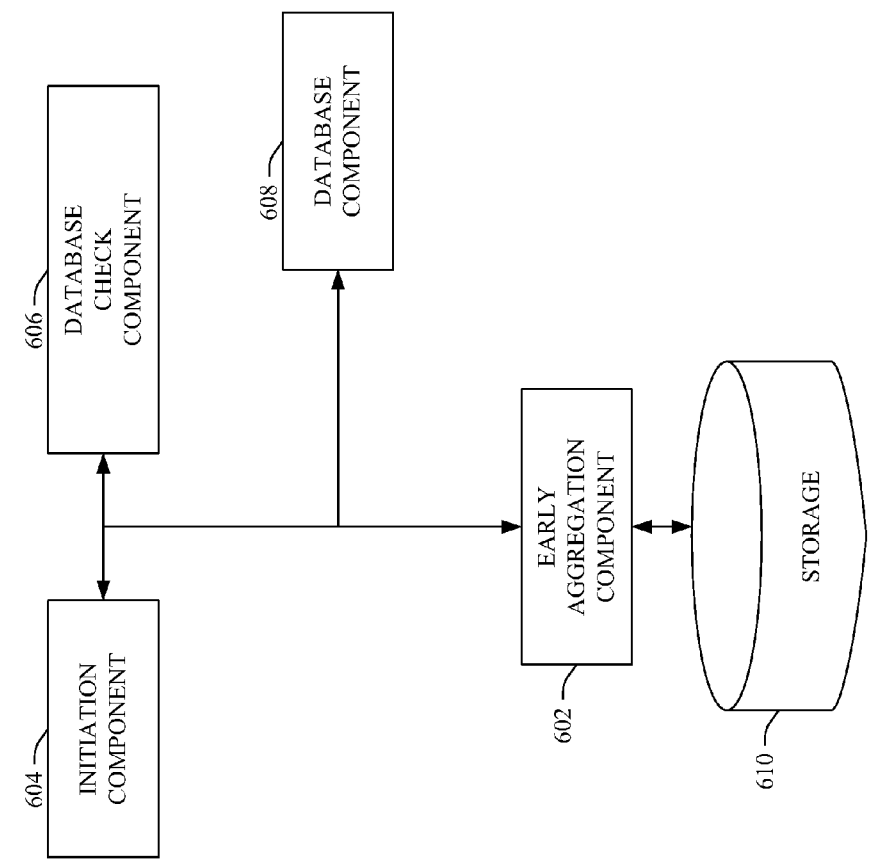 604
INITIATION
COMPONENT
606
DATABASE
CHECK
COMPONENT
608
DATABASE
COMPONENT
602
EARLY
AGGREGATION
COMPONENT
610
STORAGE